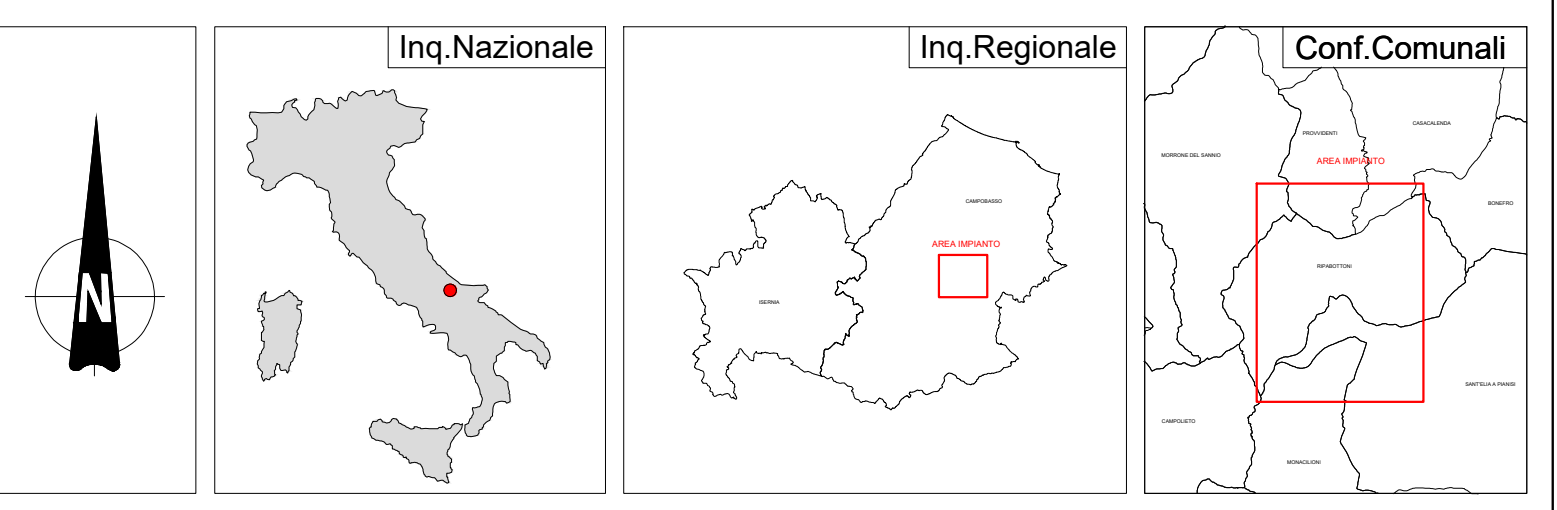 N
Inq.Nazionale
Inq.Regionale
CAMPOBASSO
AREA IMPIANTO
ISERNIA
Conf.Comunali
CASACALENDA
PROVVIDENTI
MORRONE DEL SANNIO
AREA IMPIANTO
BONEFRO
RIPABOTTONI
SANT'ELIA A PIANISI
CAMPOLIETO
MONACILIONI